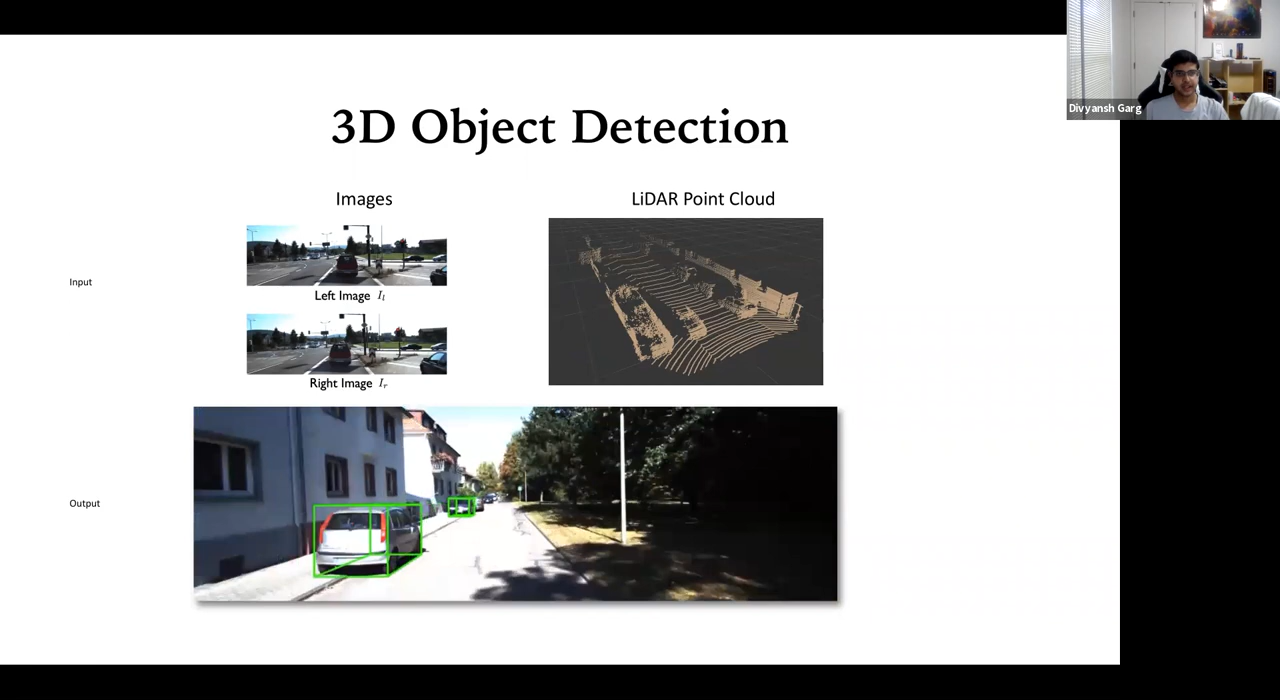 3D Object Detection
Images
LiDAR Point Cloud
Input
Left Image I_l
Right Image I_r
Output
Divyansh Garg